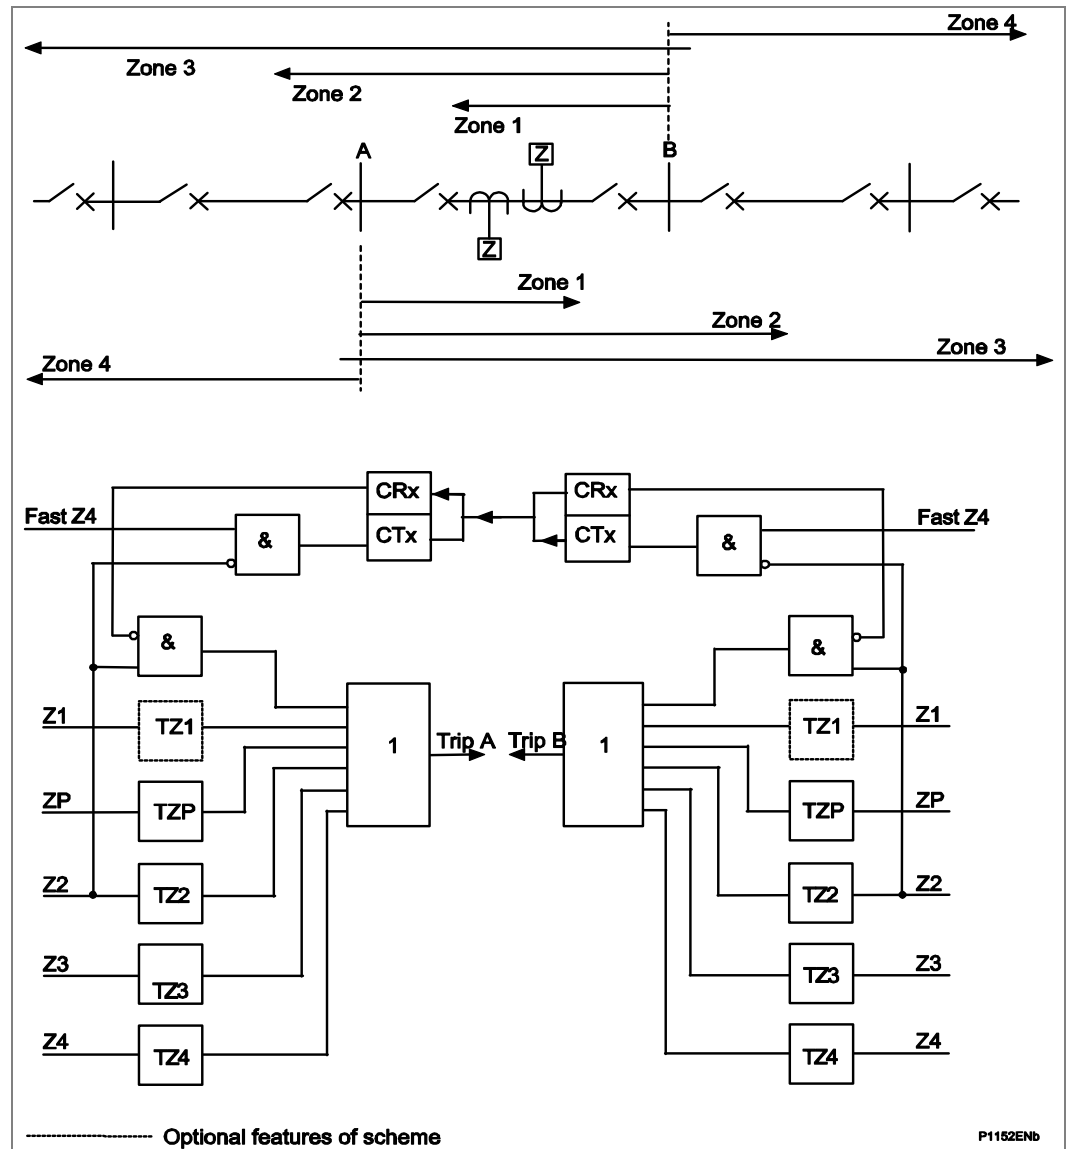 Zone 4
Zone 3
Zone 2
Zone 1
A
B
Z
Z
Zone 1
Zone 2
Zone 3
Zone 4
CRx
CRx
Fast Z4
&
CTx
CTx
&
Fast Z4
&
&
Z1
TZ1
1
Trip A
Trip B
1
TZ1
Z1
ZP
TZP
TZP
ZP
Z2
TZ2
TZ2
Z2
Z3
TZ3
TZ3
Z3
Z4
TZ4
TZ4
Z4
Optional features of scheme
P1152ENb